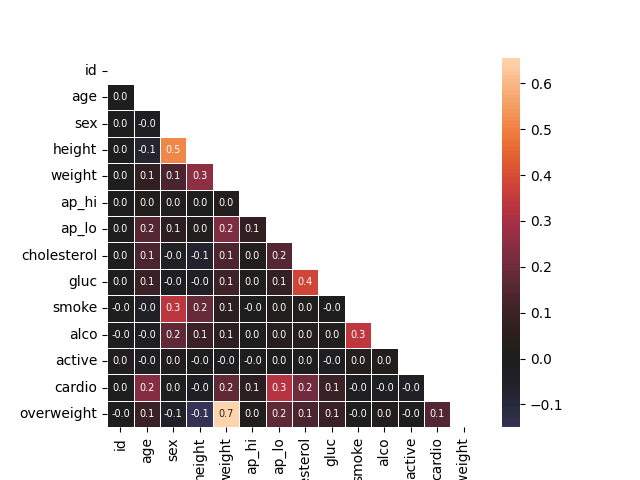 id
age 0.0
sex 0.0 -0.0
height 0.0 -0.1 0.5
weight 0.0 0.1 0.1 0.3
ap_hi 0.0 0.0 0.0 0.0 0.0
ap_lo 0.0 0.2 0.1 0.0 0.2 0.1
cholesterol 0.0 0.1 -0.0 -0.1 0.1 0.0 0.2
gluc 0.0 0.1 -0.0 -0.0 0.1 0.0 0.1 0.4
smoke -0.0 -0.0 0.3 0.2 0.1 -0.0 0.0 0.0 -0.0
alco -0.0 -0.0 0.2 0.1 0.1 0.0 0.0 0.0 0.0 0.3
active 0.0 -0.0 0.0 -0.0 -0.0 -0.0 0.0 0.0 -0.0 0.0 0.0
cardio 0.0 0.2 0.0 -0.0 0.2 0.1 0.3 0.2 0.1 -0.0 -0.0 -0.0
overweight -0.0 0.1 -0.1 -0.1 0.7 0.0 0.2 0.1 0.1 -0.0 0.0 -0.0 0.1
id
age
sex
height
weight
ap_hi
ap_lo
esterol
gluc
smoke
alco
active
cardio
weight
0.6
0.5
0.4
0.3
0.2
0.1
0.0
−0.1